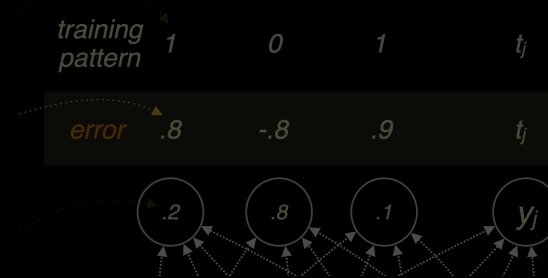 training
pattern 1 0 1 tj
error .8 -.8 .9 tj
.2 .8 .1 yj